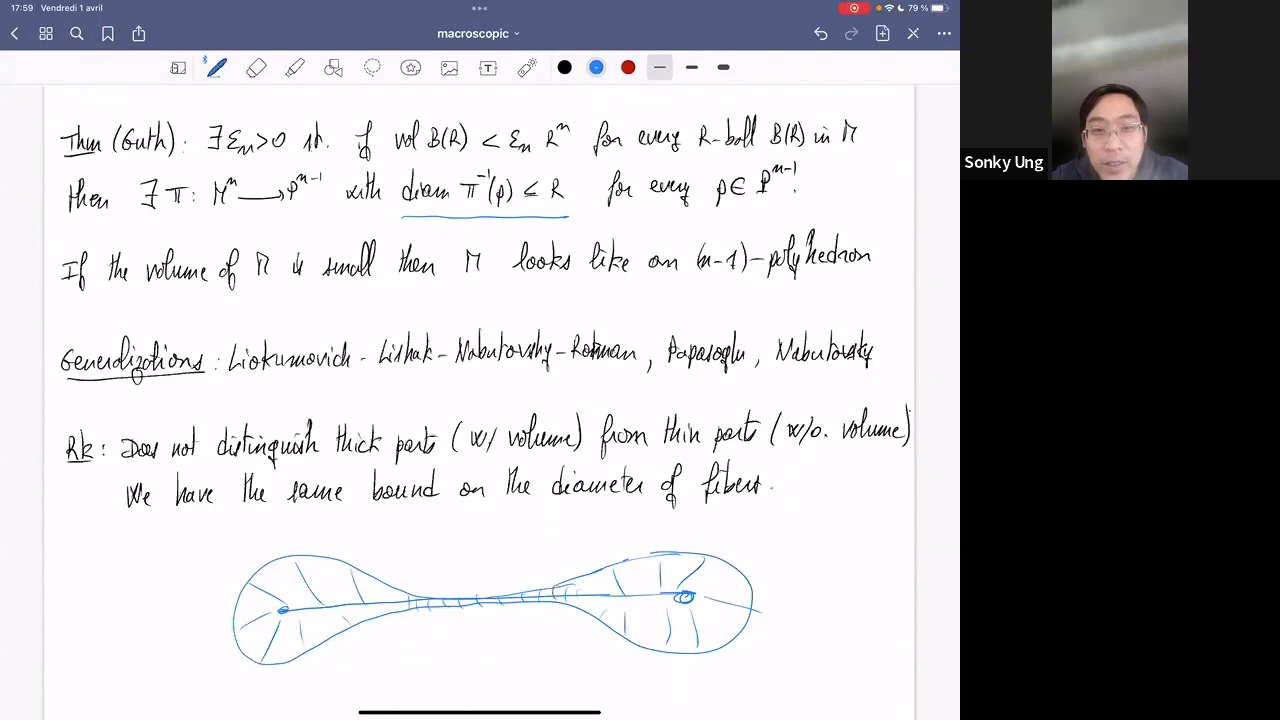 17:59 Vendredi 1 avril
79 %
macroscopic
Thm (Guth): ∃ εₙ>0 st. if vol B(R) < εₙ Rⁿ for every R-ball B(R) in M
then ∃ π: Mⁿ → Pⁿ⁻¹ with diam π⁻¹(p) ≤ R for every p ∈ Pⁿ⁻¹.
If the volume of M is small then M looks like an (n-1)-polyhedron
Generalizations: Liokumovich - Lishak - Nabutovsky - Rotman, Papasoglu, Nabutovsky
Rk: Does not distinguish thick parts (w/ volume) from thin parts (w/o. volume)
We have the same bound on the diameter of fibers.
Sonky Ung